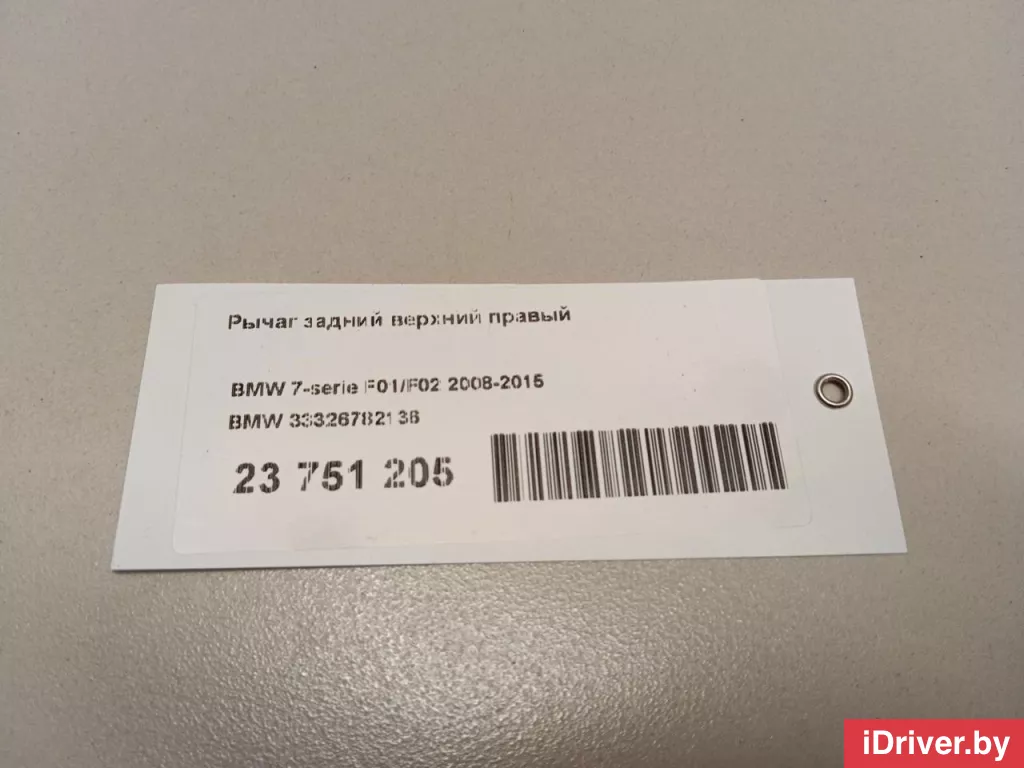 Рычаг задний верхний правый
BMW 7-serie F01/F02 2008-2015
BMW 33326782136
23 751 205
iDriver.by